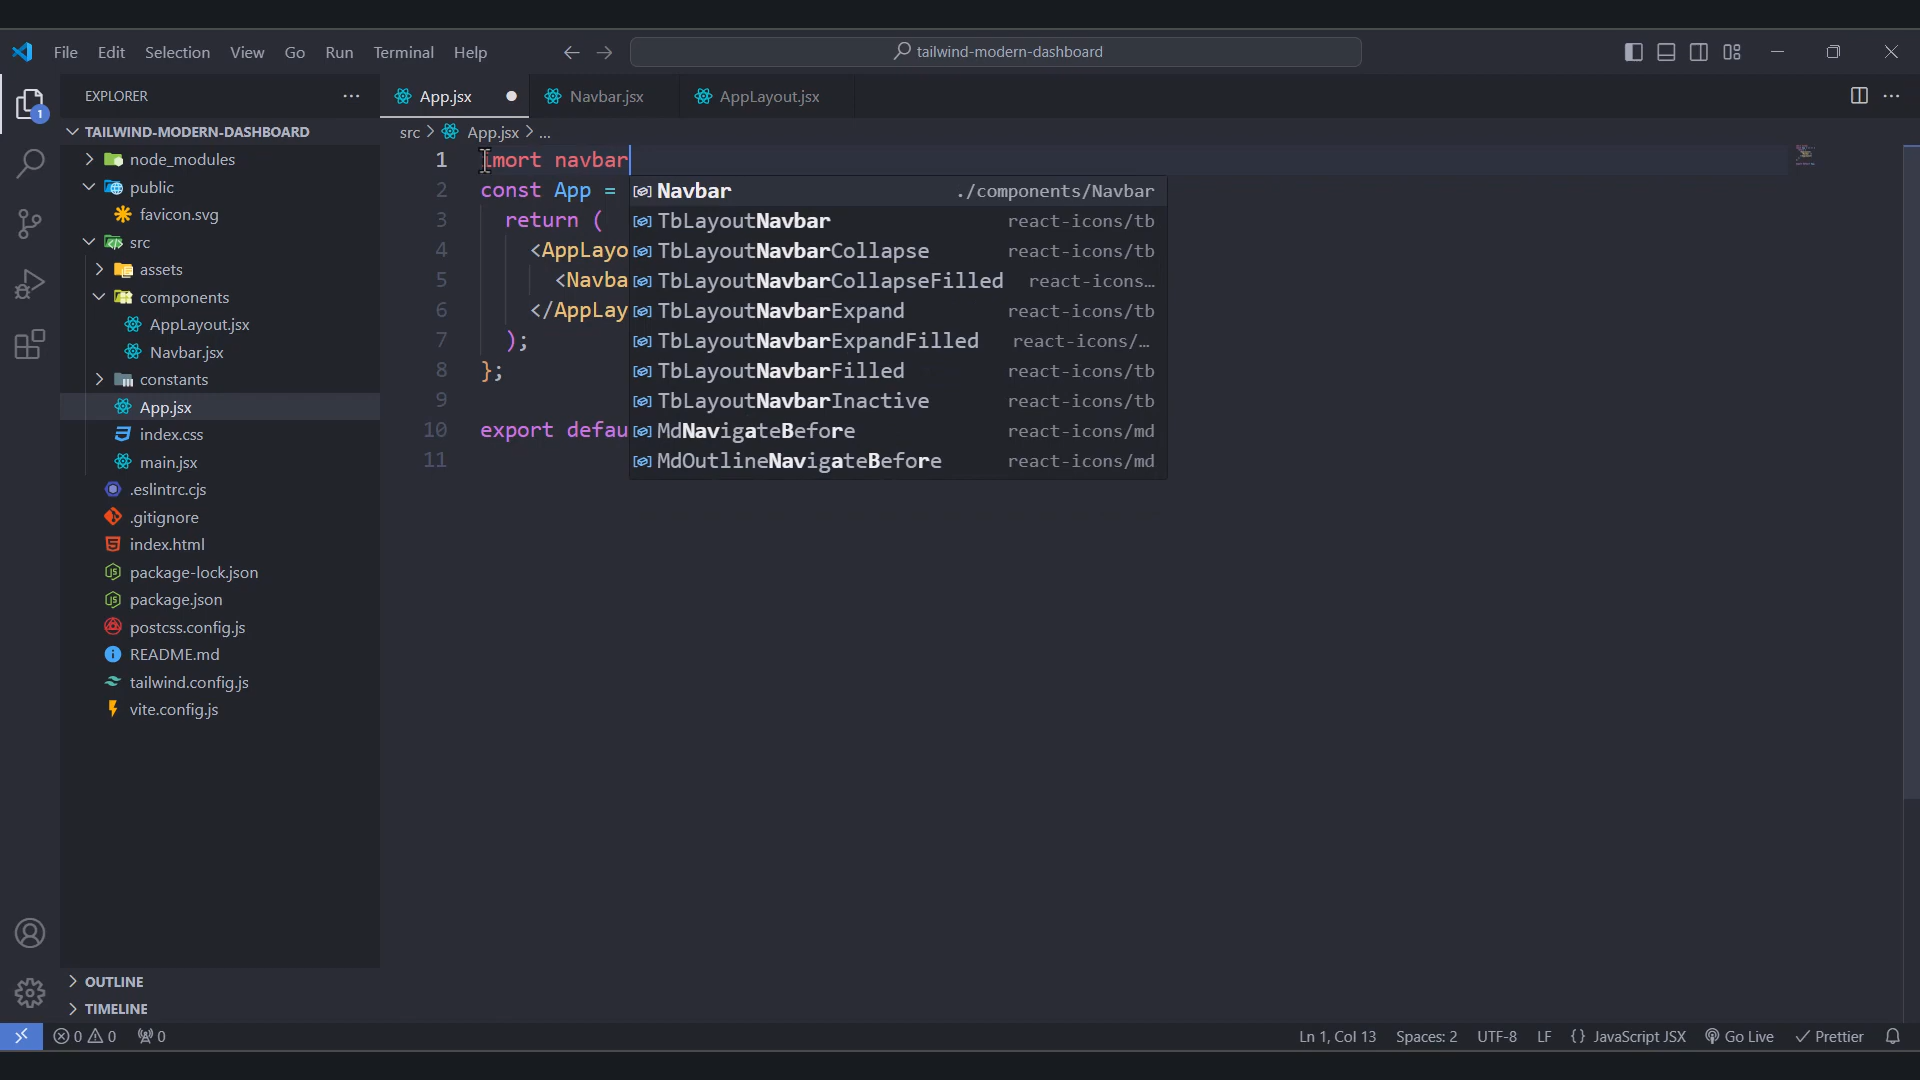 File Edit Selection View Go Run Terminal Help
tailwind-modern-dashboard
EXPLORER
App.jsx
Navbar.jsx
AppLayout.jsx
TAILWIND-MODERN-DASHBOARD
node_modules
public
favicon.svg
src
assets
components
AppLayout.jsx
Navbar.jsx
constants
App.jsx
index.css
main.jsx
.eslintrc.cjs
.gitignore
index.html
package-lock.json
package.json
postcss.config.js
README.md
tailwind.config.js
vite.config.js
OUTLINE
TIMELINE
1
src > App.jsx > ...
1 imort navbar
2 const App =
3 return (
4 <AppLayo
5 <Navba
6 </AppLay
7 );
8 };
9
10 export defau
11
Navbar ./components/Navbar
TbLayoutNavbar react-icons/tb
TbLayoutNavbarCollapse react-icons/tb
TbLayoutNavbarCollapseFilled react-icons…
TbLayoutNavbarExpand react-icons/tb
TbLayoutNavbarExpandFilled react-icons/…
TbLayoutNavbarFilled react-icons/tb
TbLayoutNavbarInactive react-icons/tb
MdNavigateBefore react-icons/md
MdOutlineNavigateBefore react-icons/md
0 0 0
Ln 1, Col 13 Spaces: 2 UTF-8 LF {} JavaScript JSX Go Live Prettier